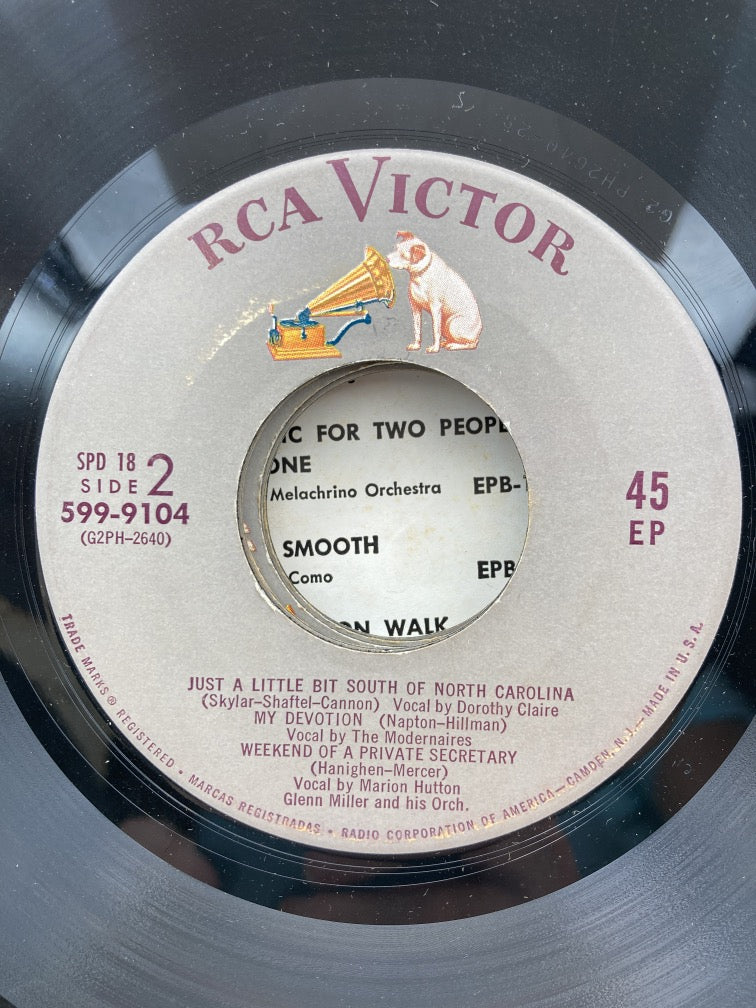 RCA VICTOR
SPD 18
SIDE 2
599-9104
(G2PH-2640)
45
EP
FOR TWO PEOPL
ONE
Melachrino Orchestra EPB-
SMOOTH
Como EPB
WALK
JUST A LITTLE BIT SOUTH OF NORTH CAROLINA
(Skylar-Shaftel-Cannon) Vocal by Dorothy Claire
MY DEVOTION (Napton-Hillman)
Vocal by The Modernaires
WEEKEND OF A PRIVATE SECRETARY
(Hanighen-Mercer)
Vocal by Marion Hutton
Glenn Miller and his Orch.
TRADE MARKS ® REGISTERED • MARCAS REGISTRADAS • RADIO CORPORATION OF AMERICA—CAMDEN, N.J.—MADE IN U.S.A.